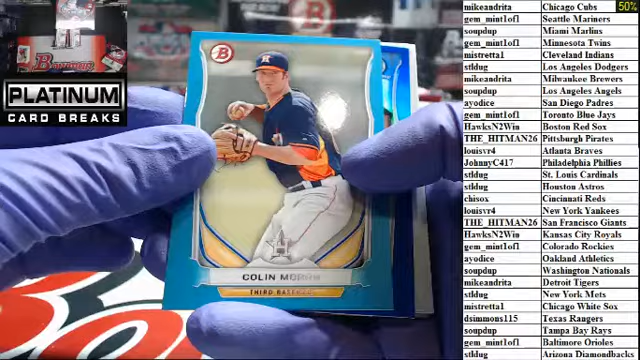 mikeandrita Chicago Cubs 50%
gem_mint1of1 Seattle Mariners
soupdup Miami Marlins
gem_mint1of1 Minnesota Twins
mistretta1 Cleveland Indians
stldug Los Angeles Dodgers
mikeandrita Milwaukee Brewers
soupdup Los Angeles Angels
ayodice San Diego Padres
gem_mint1of1 Toronto Blue Jays
HawksN2Win Boston Red Sox
THE_HITMAN26 Pittsburgh Pirates
louisvr4 Atlanta Braves
JohnnyC417 Philadelphia Phillies
stldug St. Louis Cardinals
stldug Houston Astros
chisox Cincinnati Reds
louisvr4 New York Yankees
THE_HITMAN26 San Francisco Giants
HawksN2Win Kansas City Royals
gem_mint1of1 Colorado Rockies
ayodice Oakland Athletics
soupdup Washington Nationals
mikeandrita Detroit Tigers
stldug New York Mets
mistretta1 Chicago White Sox
dsimmons115 Texas Rangers
soupdup Tampa Bay Rays
gem_mint1of1 Baltimore Orioles
stldug Arizona Diamondbacks
Bowman
PLATINUM
CARD BREAKS
B
H
COLIN
THIRD